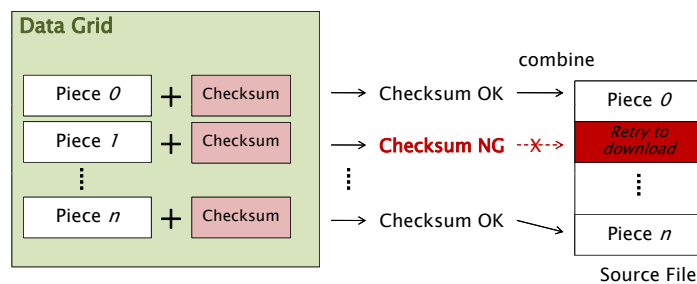 Data Grid
combine
Piece 0 + Checksum → Checksum OK → Piece 0
Piece 1 + Checksum → Checksum NG Retry to
download
Piece n + Checksum → Checksum OK → Piece n
Source File